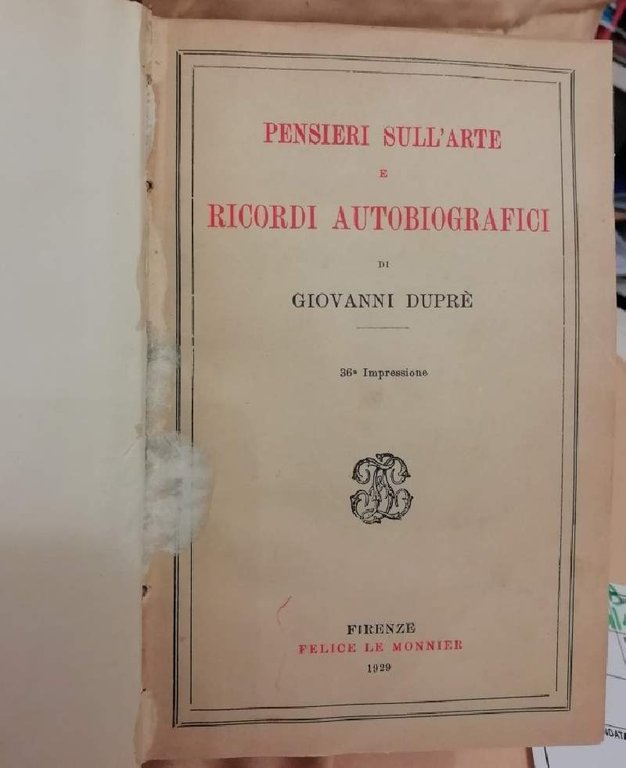 PENSIERI SULL'ARTE
E
RICORDI AUTOBIOGRAFICI
DI
GIOVANNI DUPRÈ
36ª Impressione
FIRENZE
FELICE LE MONNIER
1929